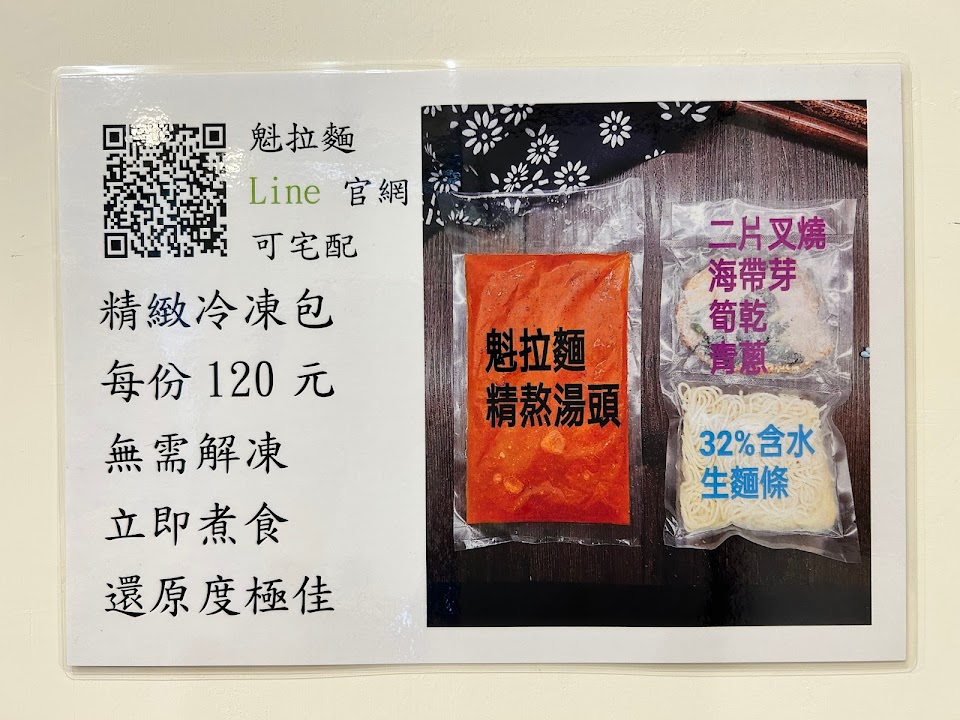 魁拉麵
Line 官網
可宅配
精緻冷凍包
每份 120 元
無需解凍
立即煮食
還原度極佳
魁拉麵
精熬湯頭
二片叉燒
海帶芽
筍乾
青蔥
32%含水
生麵條